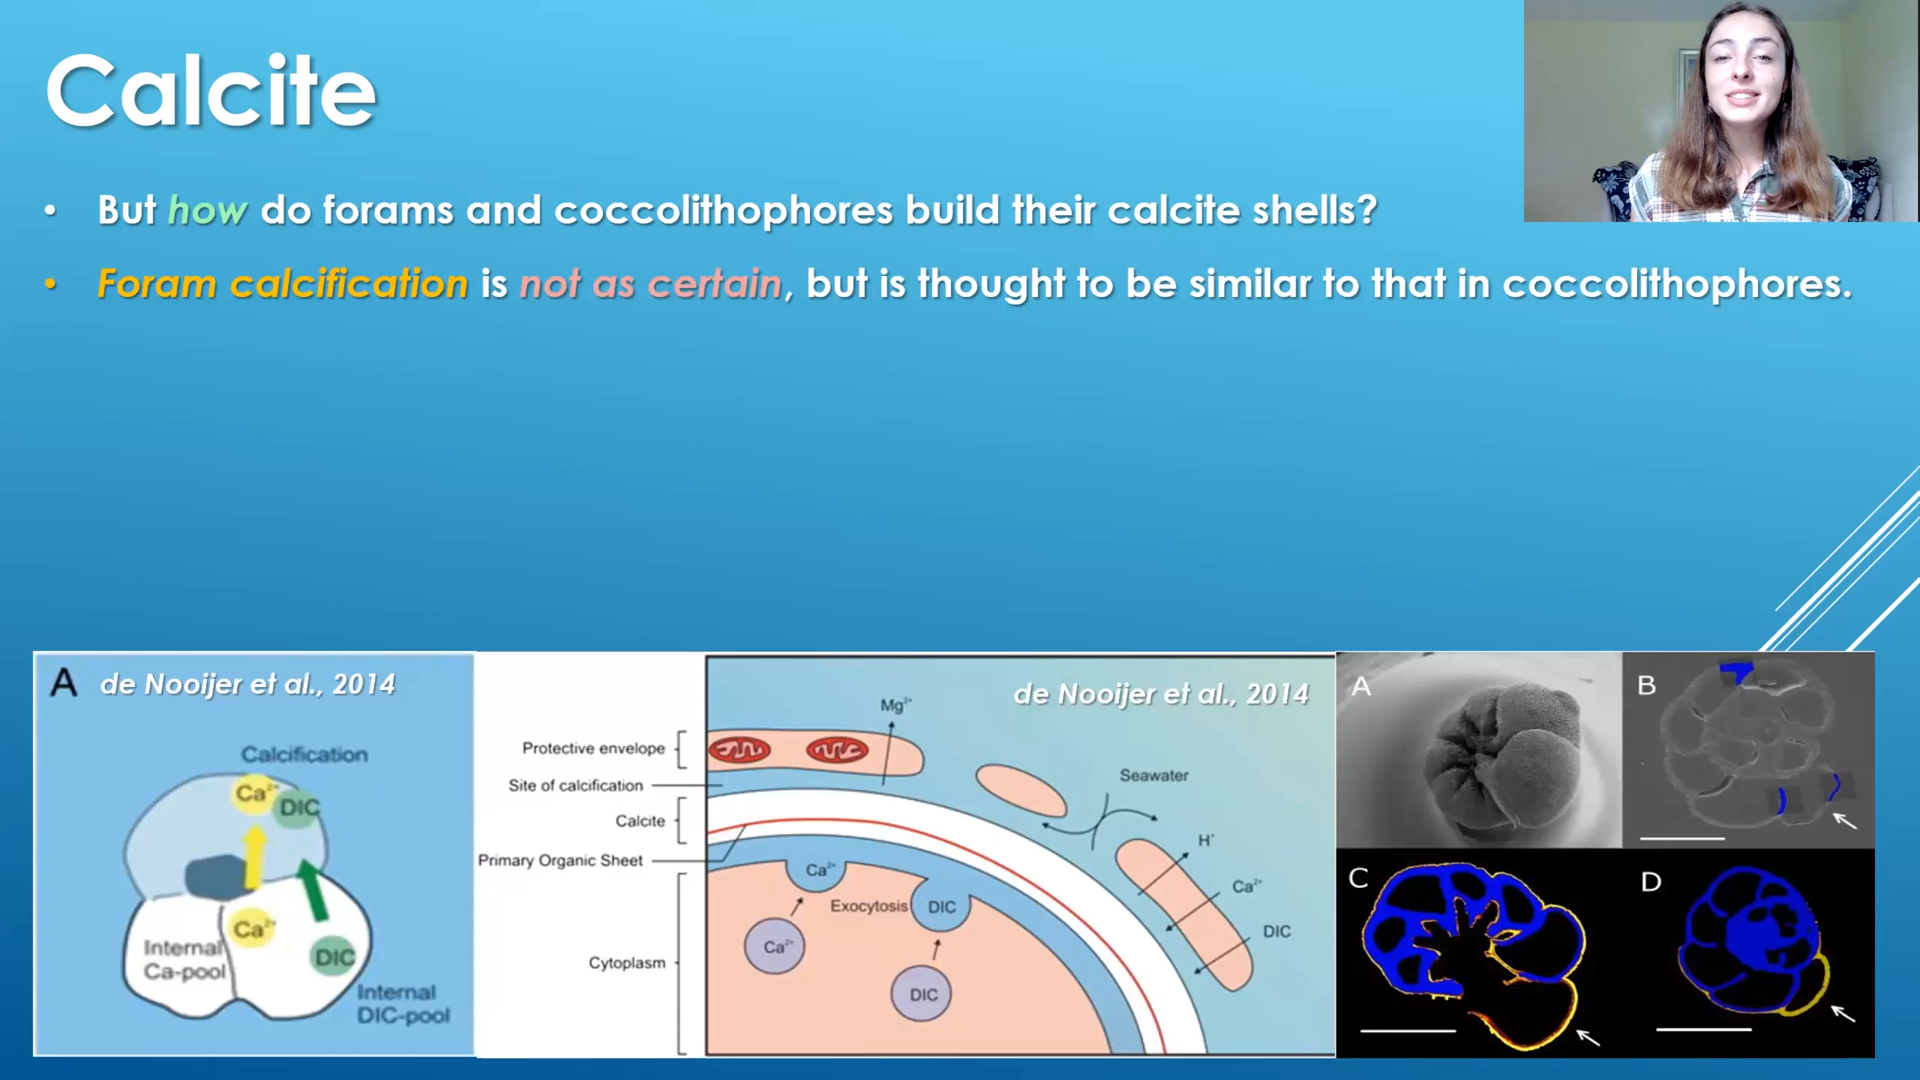 Calcite
• But how do forams and coccolithophores build their calcite shells?
• Foram calcification is not as certain, but is thought to be similar to that in coccolithophores.
A de Nooijer et al., 2014
Calcification
Ca²⁺
DIC
Ca²⁺
Internal
Ca-pool
DIC
Internal
DIC-pool
de Nooijer et al., 2014
Mg²⁺
Protective envelope
Site of calcification
Calcite
Primary Organic Sheet
Cytoplasm
Seawater
H⁺
Ca²⁺
DIC
Ca²⁺
Exocytosis
DIC
Ca²⁺
DIC
A
B
C
D